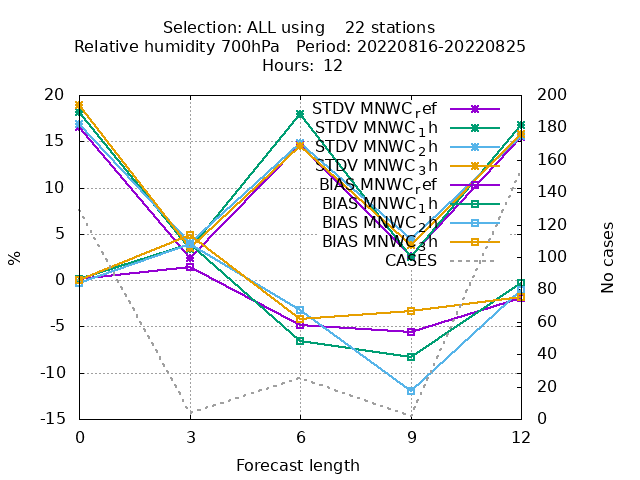 Selection: ALL using    22 stations
Relative humidity 700hPa   Period: 20220816-20220825
Hours: 12
20
15
10
5
0
-5
-10
-15
%
200
180
160
140
120
100
80
60
40
20
0
No cases
STDV MNWC_ref
STDV MNWC_1h
STDV MNWC_2h
STDV MNWC_3h
BIAS MNWC_ref
BIAS MNWC_1h
BIAS MNWC_2h
BIAS MNWC_3h
CASES
0 3 6 9 12
Forecast length